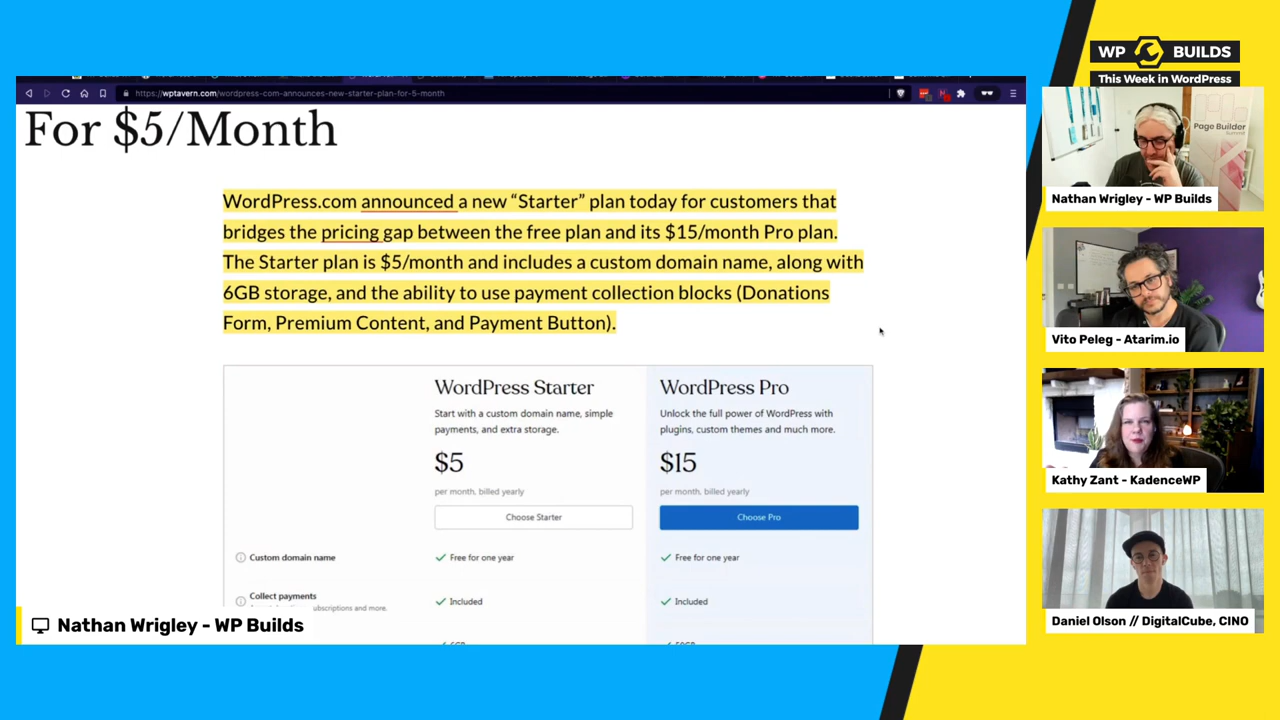 WP BUILDS
This Week in WordPress
https://wptavern.com/wordpress-com-announces-new-starter-plan-for-5-month
For $5/Month
WordPress.com announced a new “Starter” plan today for customers that
bridges the pricing gap between the free plan and its $15/month Pro plan.
The Starter plan is $5/month and includes a custom domain name, along with
6GB storage, and the ability to use payment collection blocks (Donations
Form, Premium Content, and Payment Button).
WordPress Starter
Start with a custom domain name, simple
payments, and extra storage.
$5
per month, billed yearly
Choose Starter
WordPress Pro
Unlock the full power of WordPress with
plugins, custom themes and much more.
$15
per month, billed yearly
Choose Pro
Custom domain name
Free for one year
Free for one year
Collect payments
subscriptions and more.
Included
Included
Nathan Wrigley - WP Builds
Page Builder
Nathan Wrigley - WP Builds
Vito Peleg - Atarim.io
Kathy Zant - KadenceWP
Daniel Olson // DigitalCube, CINO